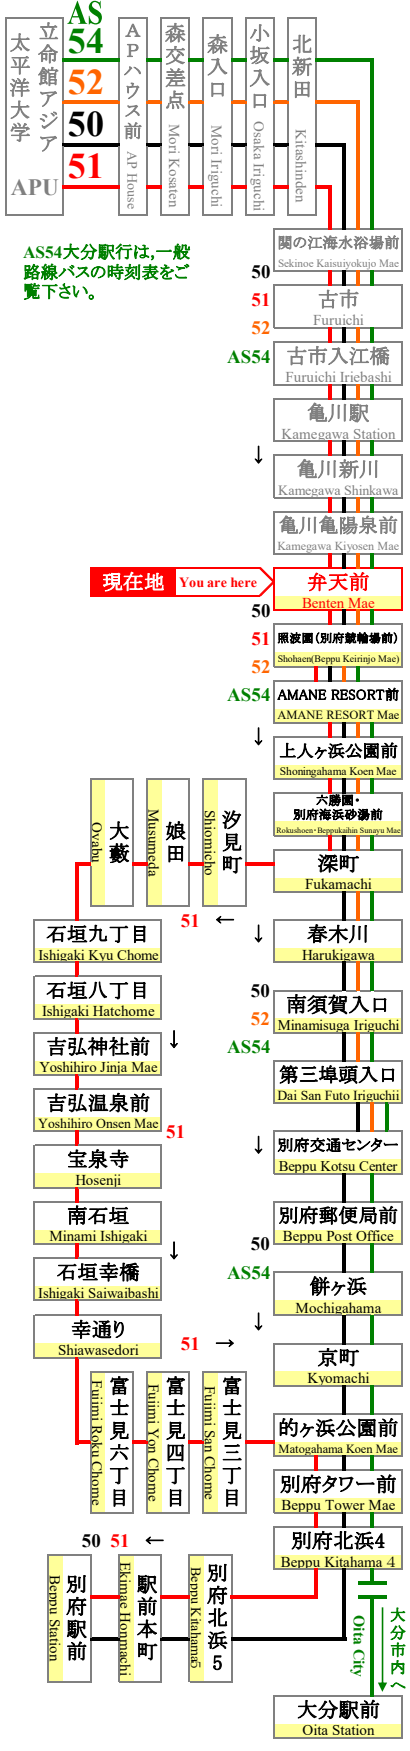 AS
54
52
50
51
立命館アジア
太平洋大学
APU
APハウス前
AP House
森交差点
Mori Kosaten
森入口
Mori Iriguchi
小坂入口
Osaka Iriguchi
北新田
Kitashinden
AS54大分駅行は,一般
路線バスの時刻表をご
覧下さい。
関の江海水浴場前
Sekinoe Kaisuiyokujo Mae
50
51
52
AS54
古市
Furuichi
古市入江橋
Furuichi Iriebashi
亀川駅
Kamegawa Station
↓
亀川新川
Kamegawa Shinkawa
亀川亀陽泉前
Kamegawa Kiyosen Mae
現在地
You are here
弁天前
Benten Mae
50
51
52
AS54
照波園(別府競輪場前)
Shohaen(Beppu Keirinjo Mae)
AMANE RESORT前
AMANE RESORT Mae
↓
上人ヶ浜公園前
Shoningahama Koen Mae
六勝園・
別府海浜砂湯前
Rokushoen・Beppukaihin Sunayu Mae
深町
Fukamachi
汐見町
Shiomicho
娘田
Musumeda
大藪
Oyabu
51 ←
石垣九丁目
Ishigaki Kyu Chome
石垣八丁目
Ishigaki Hatchome
吉弘神社前
Yoshihiro Jinja Mae
↓
吉弘温泉前
Yoshihiro Onsen Mae
51
宝泉寺
Hosenji
南石垣
Minami Ishigaki
↓
石垣幸橋
Ishigaki Saiwaibashi
幸通り
Shiawasedori
51 →
富士見六丁目
Fujimi Roku Chome
富士見四丁目
Fujimi Yon Chome
富士見三丁目
Fujimi San Chome
↓
春木川
Harukigawa
50
52
AS54
南須賀入口
Minamisuga Iriguchi
第三埠頭入口
Dai San Futo Iriguchii
↓
別府交通センター
Beppu Kotsu Center
別府郵便局前
Beppu Post Office
50
AS54
餅ヶ浜
Mochigahama
↓
京町
Kyomachi
的ヶ浜公園前
Matogahama Koen Mae
別府タワー前
Beppu Tower Mae
別府北浜4
Beppu Kitahama 4
50 51 ←
別府北浜5
Beppu Kitahama5
駅前本町
Ekimae Honmachi
別府駅前
Beppu Station
大分市内へ
Oita City
大分駅前
Oita Station